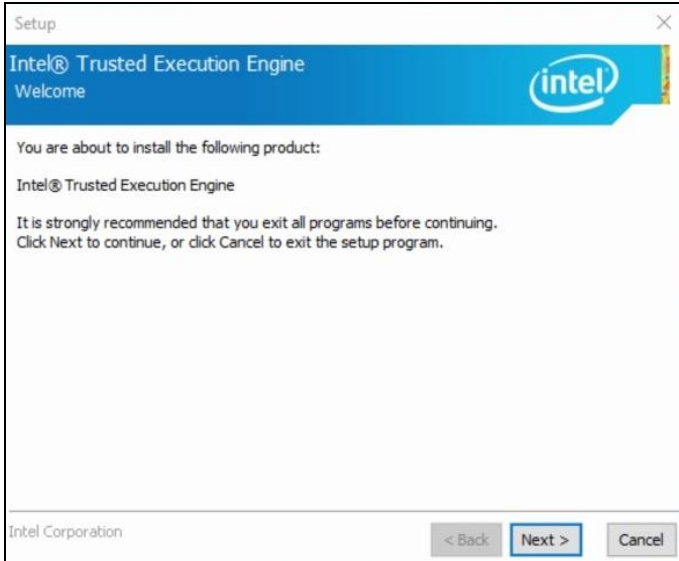 Setup
Intel® Trusted Execution Engine
Welcome
intel
You are about to install the following product:
Intel® Trusted Execution Engine
It is strongly recommended that you exit all programs before continuing.
Click Next to continue, or click Cancel to exit the setup program.
Intel Corporation
< Back Next > Cancel